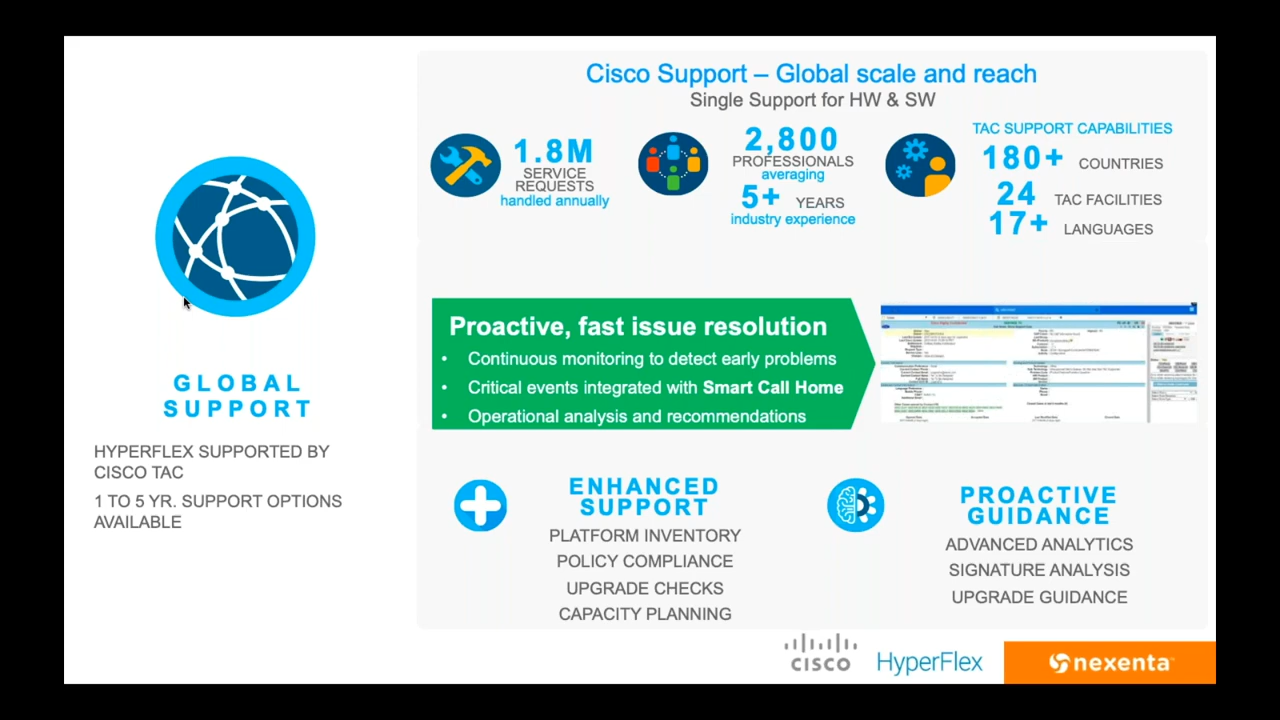 GLOBAL
SUPPORT
HYPERFLEX SUPPORTED BY
CISCO TAC
1 TO 5 YR. SUPPORT OPTIONS
AVAILABLE
Cisco Support – Global scale and reach
Single Support for HW & SW
1.8M
SERVICE
REQUESTS
handled annually
2,800
PROFESSIONALS
averaging
5+ YEARS
industry experience
TAC SUPPORT CAPABILITIES
180+ COUNTRIES
24 TAC FACILITIES
17+ LANGUAGES
Proactive, fast issue resolution
• Continuous monitoring to detect early problems
• Critical events integrated with Smart Call Home
• Operational analysis and recommendations
ENHANCED
SUPPORT
PLATFORM INVENTORY
POLICY COMPLIANCE
UPGRADE CHECKS
CAPACITY PLANNING
PROACTIVE
GUIDANCE
ADVANCED ANALYTICS
SIGNATURE ANALYSIS
UPGRADE GUIDANCE
CISCO HyperFlex nexenta